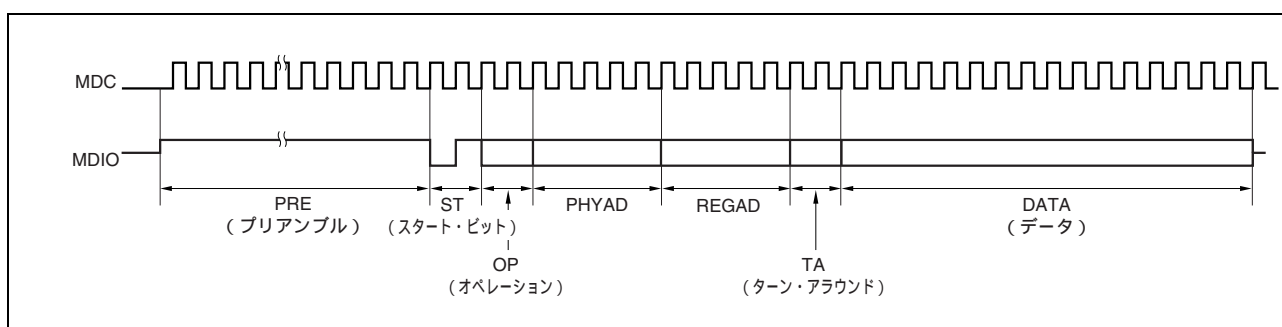 MDC
MDIO
PRE
(プリアンブル)
ST
(スタート・ビット)
OP
(オペレーション)
PHYAD
REGAD
TA
(ターン・アラウンド)
DATA
(データ)